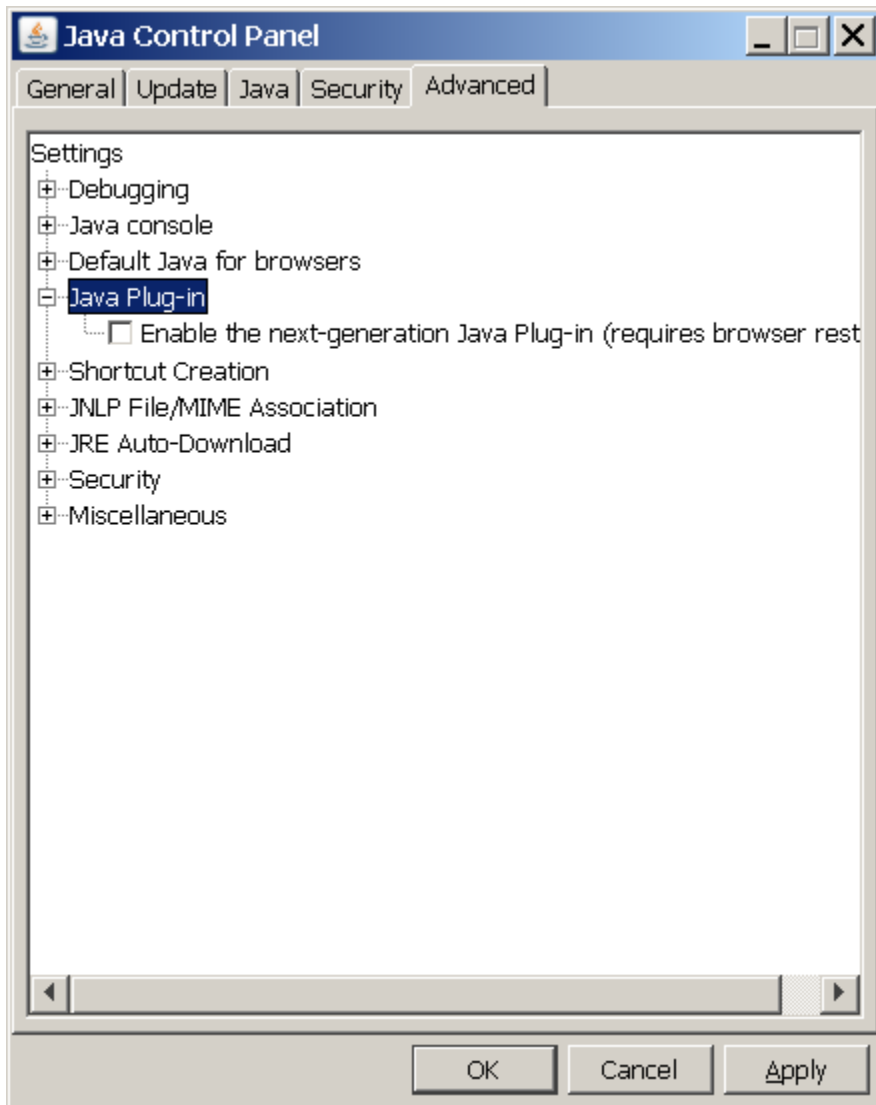 Java Control Panel
General Update Java Security Advanced
Settings
Debugging
Java console
Default Java for browsers
Java Plug-in
Enable the next-generation Java Plug-in (requires browser rest
Shortcut Creation
JNLP File/MIME Association
JRE Auto-Download
Security
Miscellaneous
OK Cancel Apply